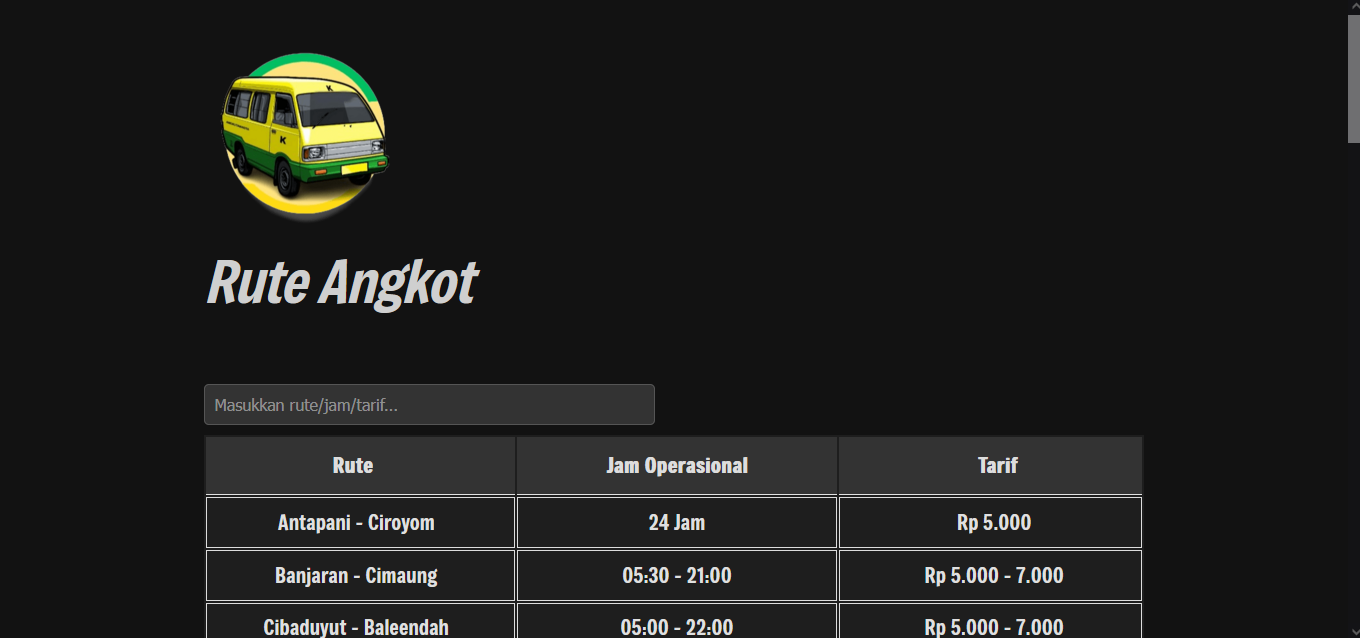 K
K
Rute Angkot
Masukkan rute/jam/tarif...
Rute Jam Operasional Tarif
Antapani - Ciroyom 24 Jam Rp 5.000
Banjaran - Cimaung 05:30 - 21:00 Rp 5.000 - 7.000
Cibaduyut - Baleendah 05:00 - 22:00 Rp 5.000 - 7.000